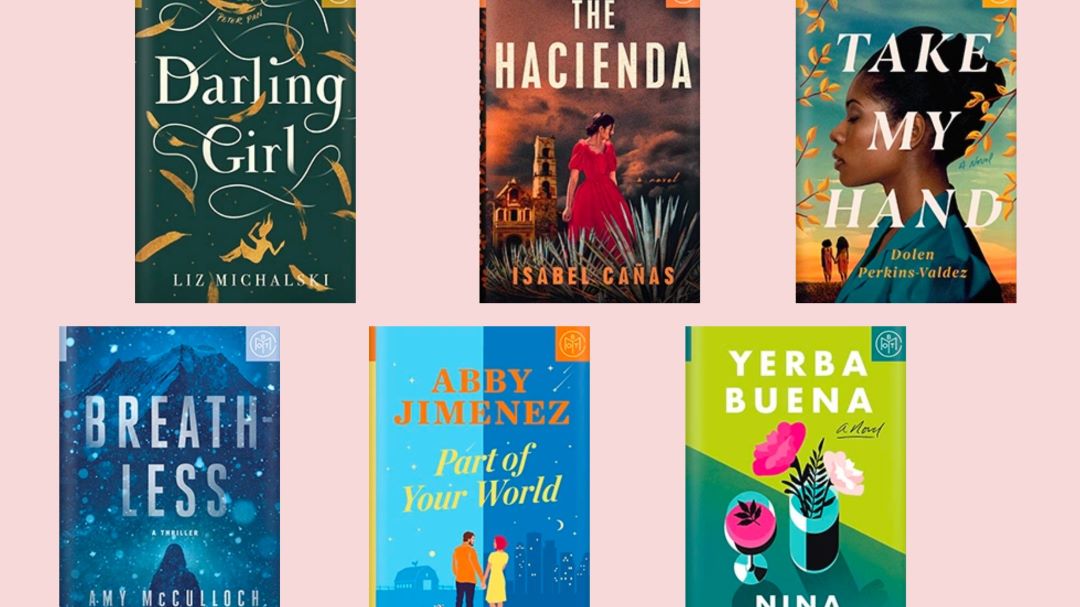 PETER PAN
Darling
Girl
LIZ MICHALSKI
THE
HACIENDA
a novel
ISABEL CAÑAS
TAKE
MY
HAND
A Novel
Dolen
Perkins-Valdez
BREATH-
LESS
A THRILLER
AMY McCULLOCH
ABBY
JIMENEZ
Part of
Your World
YERBA
BUENA
A Novel
NINA